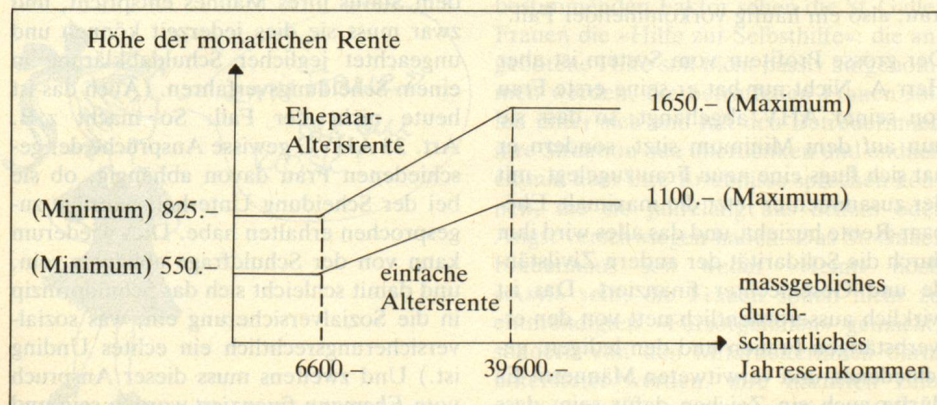 Höhe der monatlichen Rente
Ehepaar-
Altersrente
1650.– (Maximum)
(Minimum) 825.–
1100.– (Maximum)
(Minimum) 550.–
einfache
Altersrente
massgebliches
durch-
schnittliches
Jahreseinkommen
6600.–
39 600.–